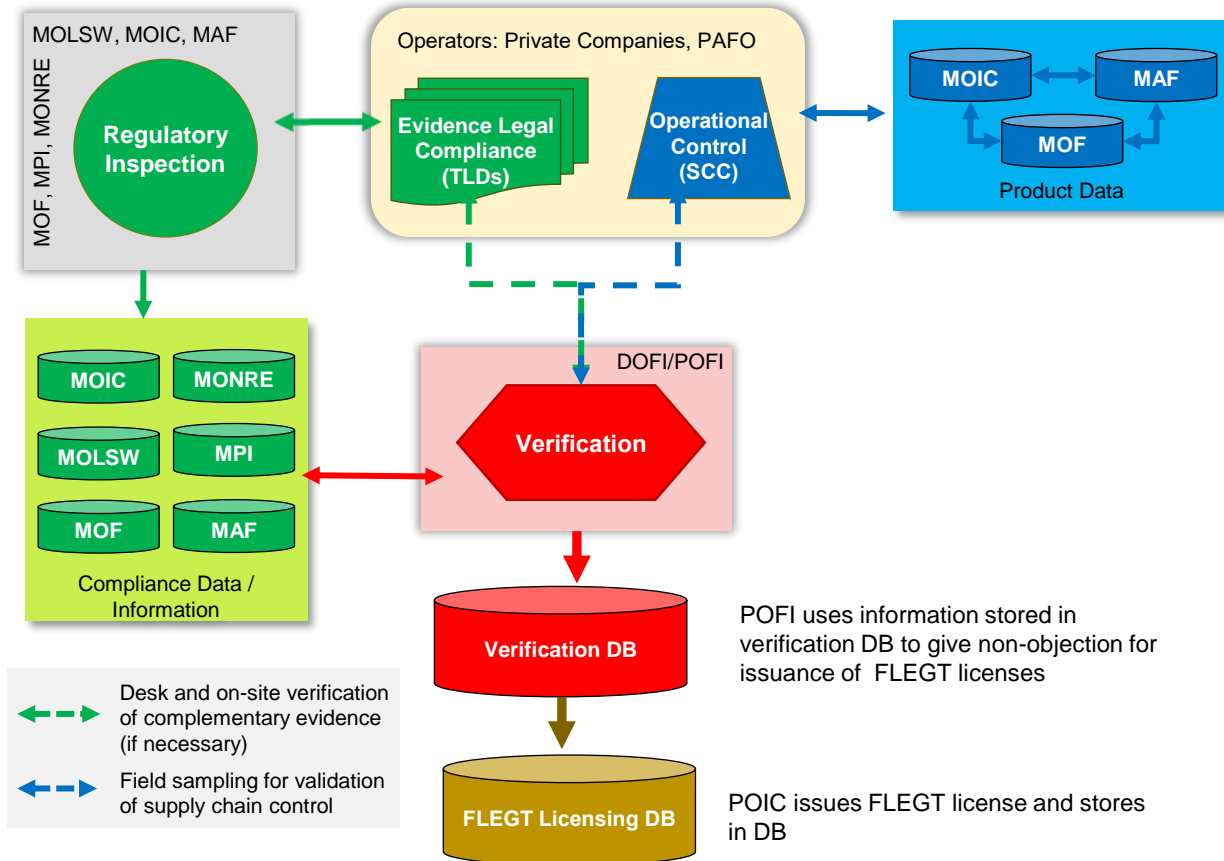 MOLSW, MOIC, MAF
MOF, MPI, MONRE
Regulatory
Inspection
Operators: Private Companies, PAFO
Evidence Legal
Compliance
(TLDs)
Operational
Control
(SCC)
MOIC
MAF
MOF
Product Data
MOIC
MONRE
MOLSW
MPI
MOF
MAF
Compliance Data /
Information
DOFI/POFI
Verification
Verification DB
POFI uses information stored in
verification DB to give non-objection for
issuance of FLEGT licenses
Desk and on-site verification
of complementary evidence
(if necessary)
Field sampling for validation
of supply chain control
FLEGT Licensing DB
POIC issues FLEGT license and stores
in DB